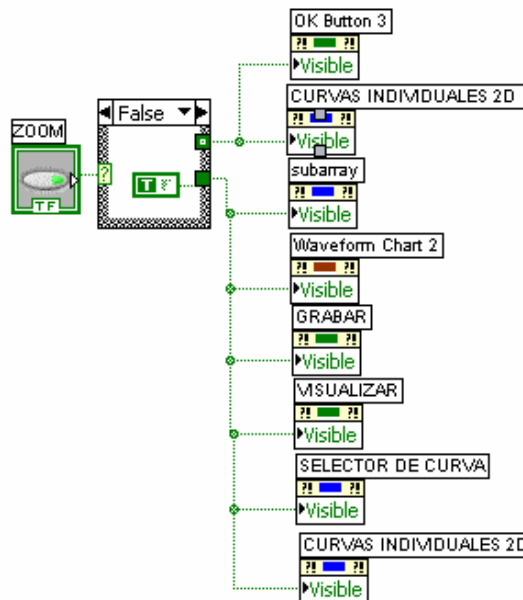 OK Button 3
?! ?!
Visible
False
CURVAS INDIVIDUALES 2D
?! ?!
Visible
ZOOM
?
TF
T F
subarray
?! ?!
Visible
Waveform Chart 2
?! ?!
Visible
GRABAR
?! ?!
Visible
VISUALIZAR
?! ?!
Visible
SELECTOR DE CURVA
?! ?!
Visible
CURVAS INDIVIDUALES 2D
?! ?!
Visible